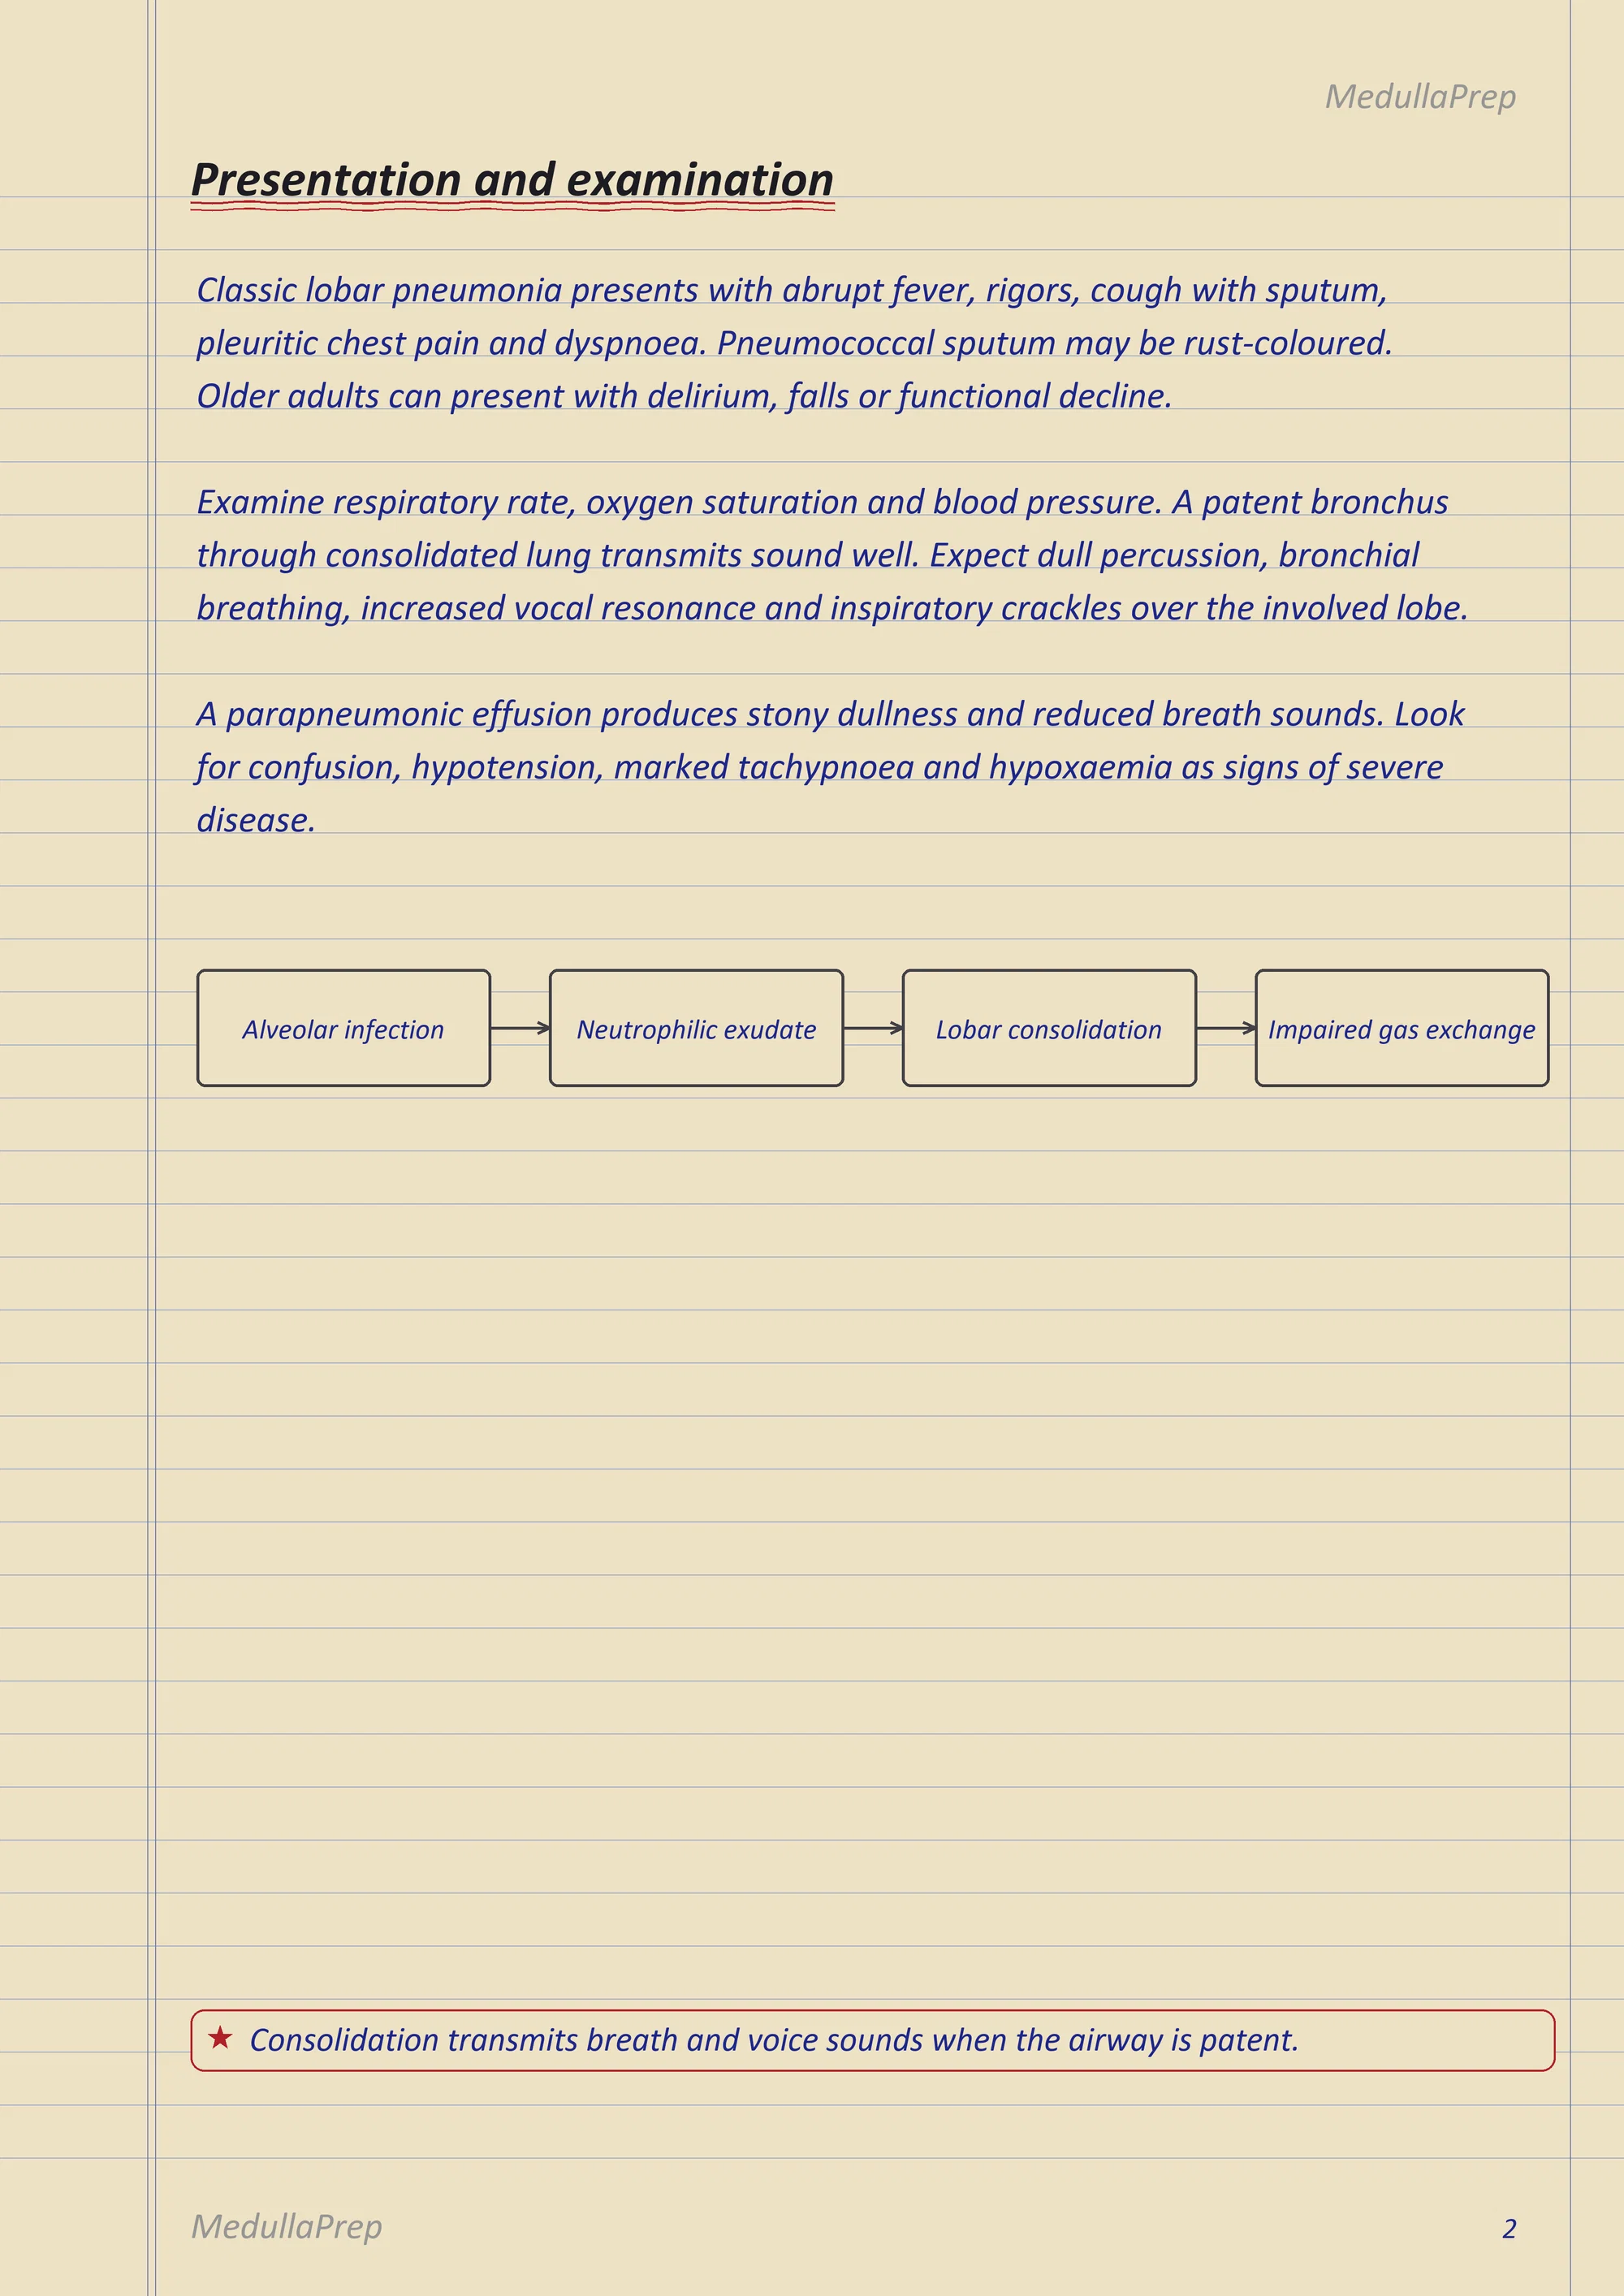 MedullaPrep
Presentation and examination
Classic lobar pneumonia presents with abrupt fever, rigors, cough with sputum,
pleuritic chest pain and dyspnoea. Pneumococcal sputum may be rust-coloured.
Older adults can present with delirium, falls or functional decline.
Examine respiratory rate, oxygen saturation and blood pressure. A patent bronchus
through consolidated lung transmits sound well. Expect dull percussion, bronchial
breathing, increased vocal resonance and inspiratory crackles over the involved lobe.
A parapneumonic effusion produces stony dullness and reduced breath sounds. Look
for confusion, hypotension, marked tachypnoea and hypoxaemia as signs of severe
disease.
Alveolar infection
Neutrophilic exudate
Lobar consolidation
Impaired gas exchange
★ Consolidation transmits breath and voice sounds when the airway is patent.
MedullaPrep
2